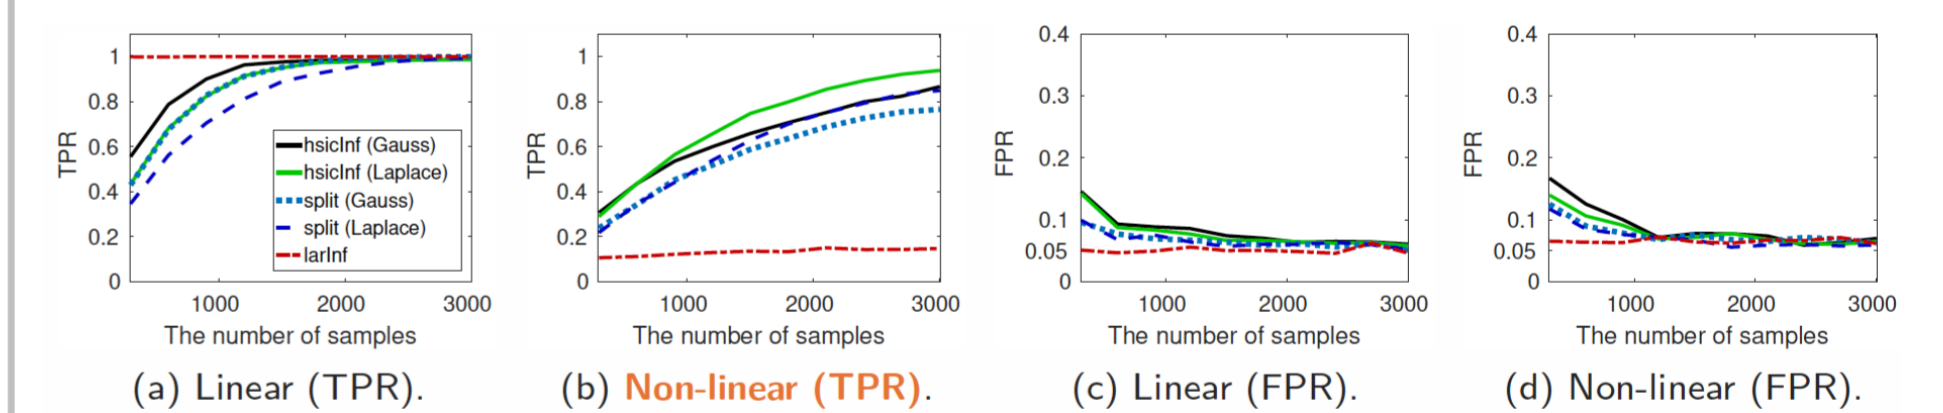 1
0.8
0.6
0.4
0.2
0
TPR
1000
2000
3000
The number of samples
hsicInf (Gauss)
hsicInf (Laplace)
split (Gauss)
split (Laplace)
larInf
(a) Linear (TPR).
1
0.8
0.6
0.4
0.2
0
TPR
1000
2000
3000
The number of samples
(b) Non-linear (TPR).
0.4
0.3
0.2
0.1
0.05
0
FPR
1000
2000
3000
The number of samples
(c) Linear (FPR).
0.4
0.3
0.2
0.1
0.05
0
FPR
1000
2000
3000
The number of samples
(d) Non-linear (FPR).